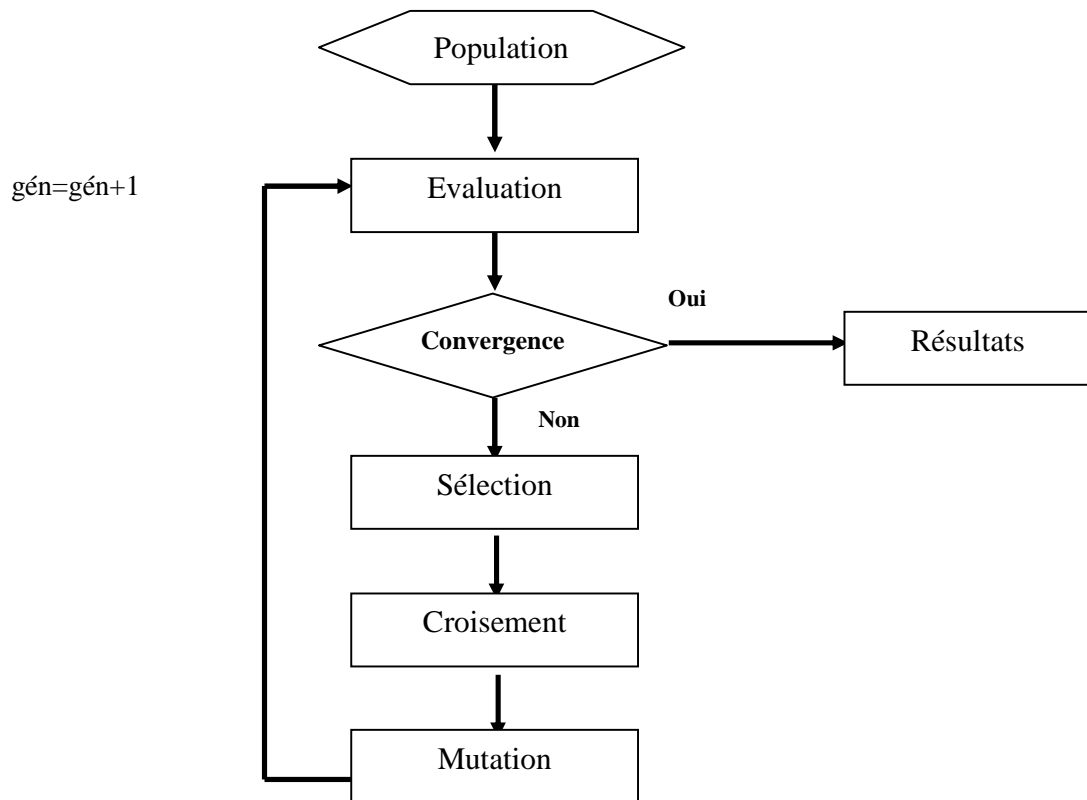 Population
gén=gén+1
Evaluation
Oui
Convergence
Résultats
Non
Sélection
Croisement
Mutation